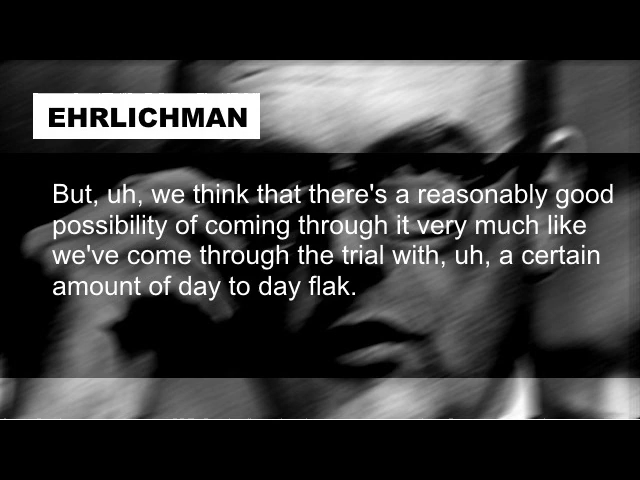 EHRLICHMAN
But, uh, we think that there's a reasonably good
possibility of coming through it very much like
we've come through the trial with, uh, a certain
amount of day to day flak.